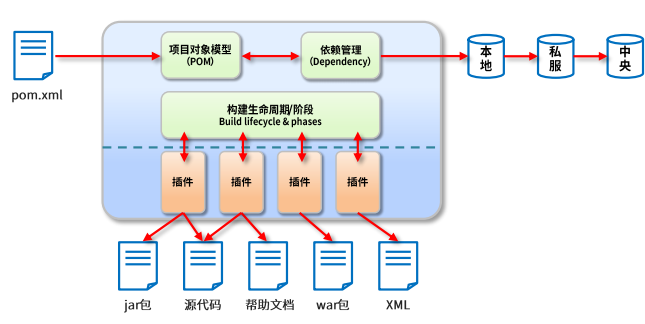 pom.xml
项目对象模型
（POM）
依赖管理
（Dependency）
本
地
私
服
中
央
构建生命周期/阶段
Build lifecycle & phases
插件
插件
插件
插件
jar包
源代码
帮助文档
war包
XML